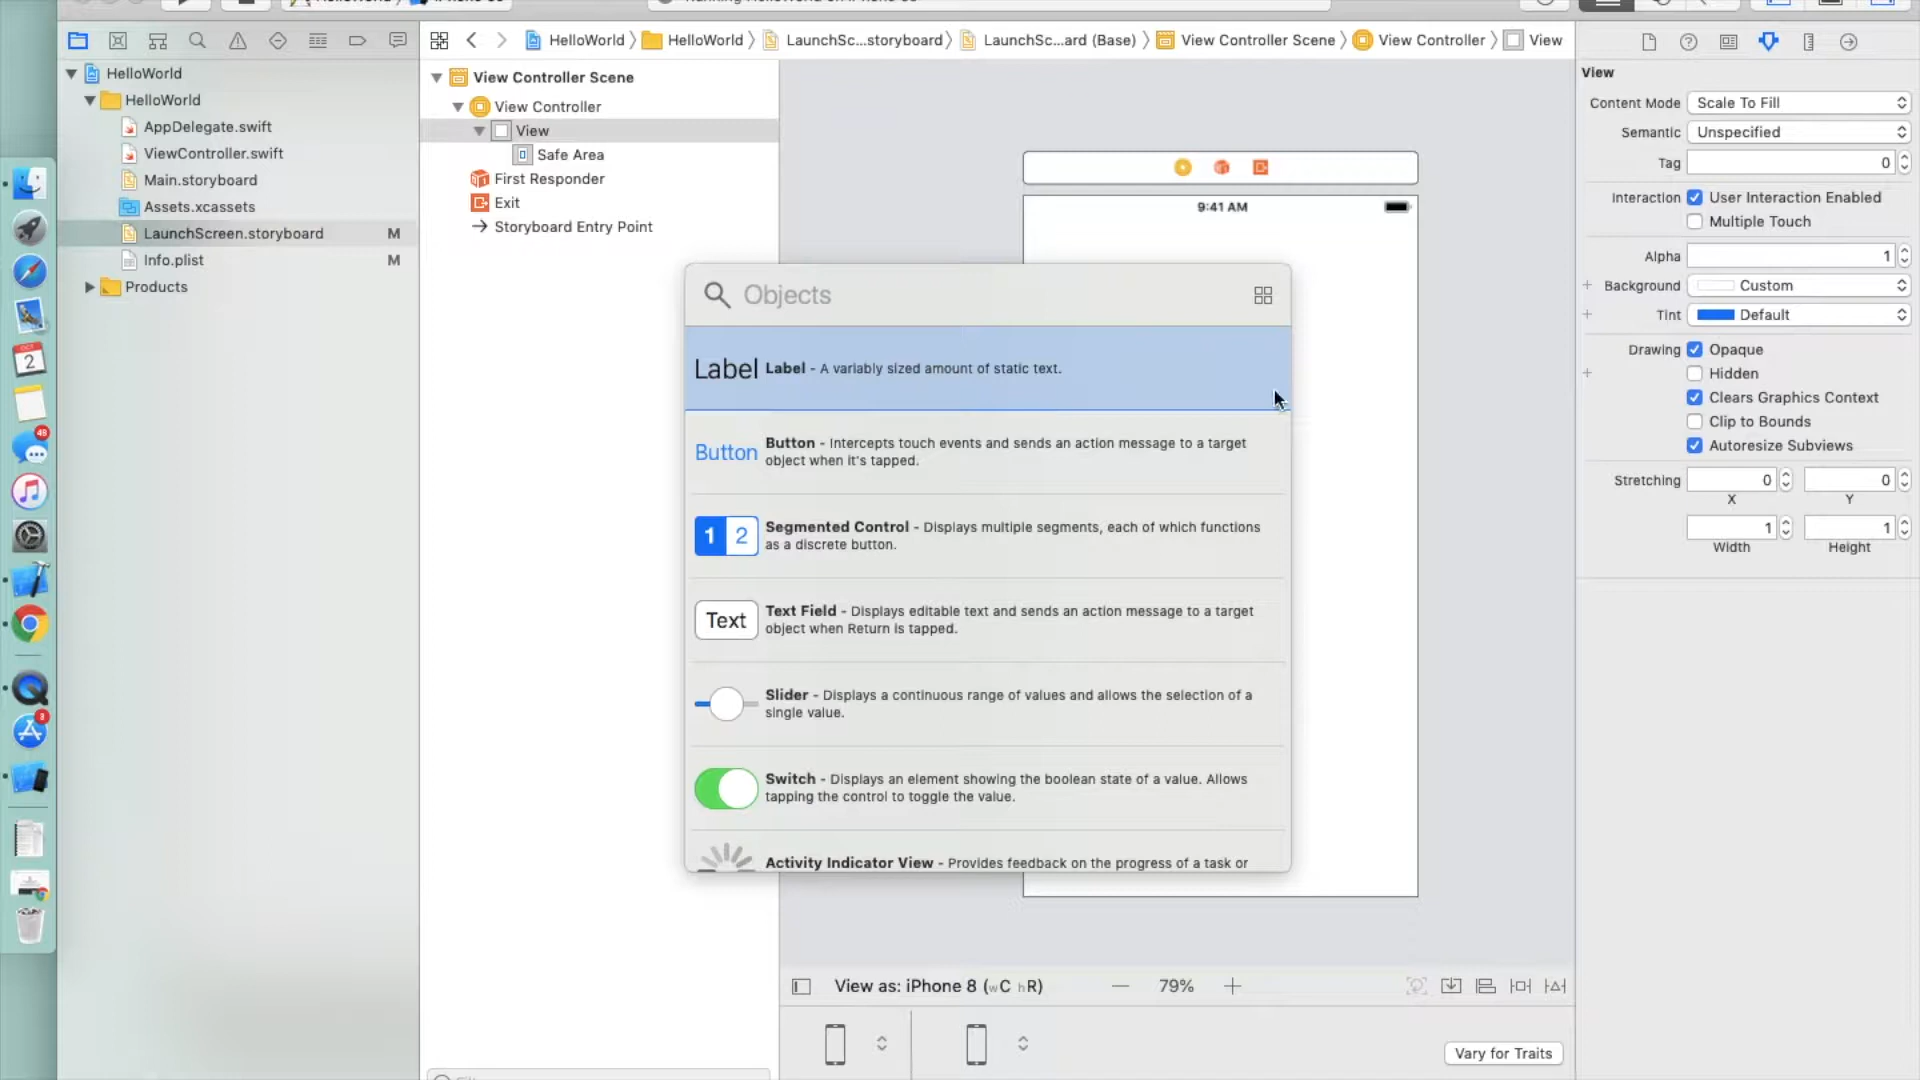 HelloWorld
HelloWorld
LaunchSc...storyboard
LaunchSc...ard (Base)
View Controller Scene
View Controller
View
HelloWorld
HelloWorld
AppDelegate.swift
ViewController.swift
Main.storyboard
Assets.xcassets
LaunchScreen.storyboard M
Info.plist M
Products
View Controller Scene
View Controller
View
Safe Area
First Responder
Exit
Storyboard Entry Point
9:41 AM
Objects
Label Label - A variably sized amount of static text.
Button Button - Intercepts touch events and sends an action message to a target
object when it's tapped.
1 2 Segmented Control - Displays multiple segments, each of which functions
as a discrete button.
Text Text Field - Displays editable text and sends an action message to a target
object when Return is tapped.
Slider - Displays a continuous range of values and allows the selection of a
single value.
Switch - Displays an element showing the boolean state of a value. Allows
tapping the control to toggle the value.
Activity Indicator View - Provides feedback on the progress of a task or
View as: iPhone 8 (wC hR)
79%
Vary for Traits
View
Content Mode Scale To Fill
Semantic Unspecified
Tag 0
Interaction User Interaction Enabled
Multiple Touch
Alpha 1
+ Background Custom
+ Tint Default
Drawing Opaque
+ Hidden
Clears Graphics Context
Clip to Bounds
Autoresize Subviews
Stretching 0 0
X Y
1 1
Width Height
2
49
8